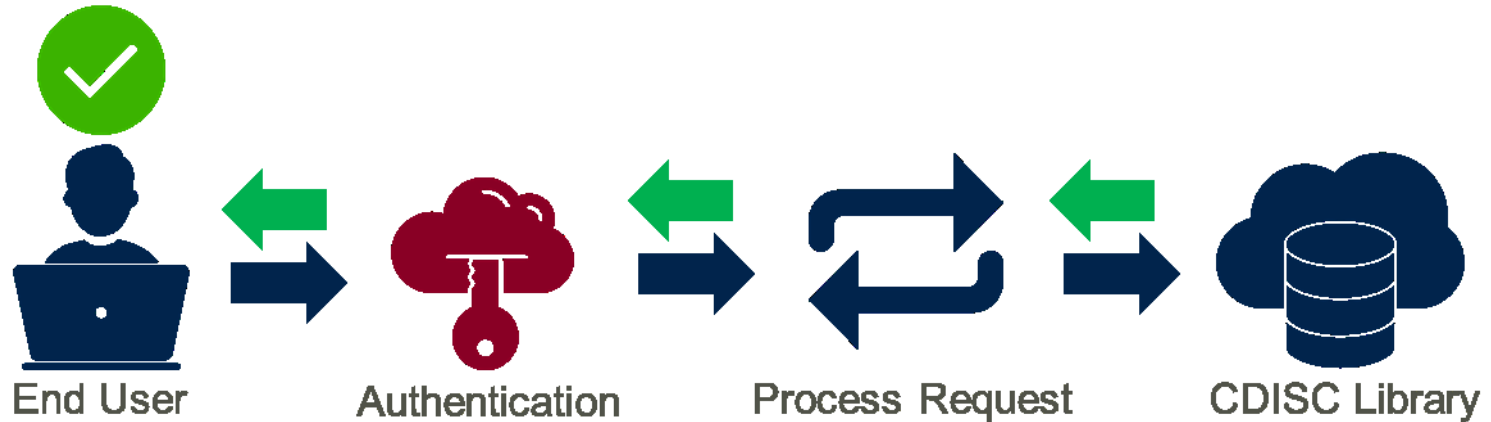 End User
Authentication
Process Request
CDISC Library